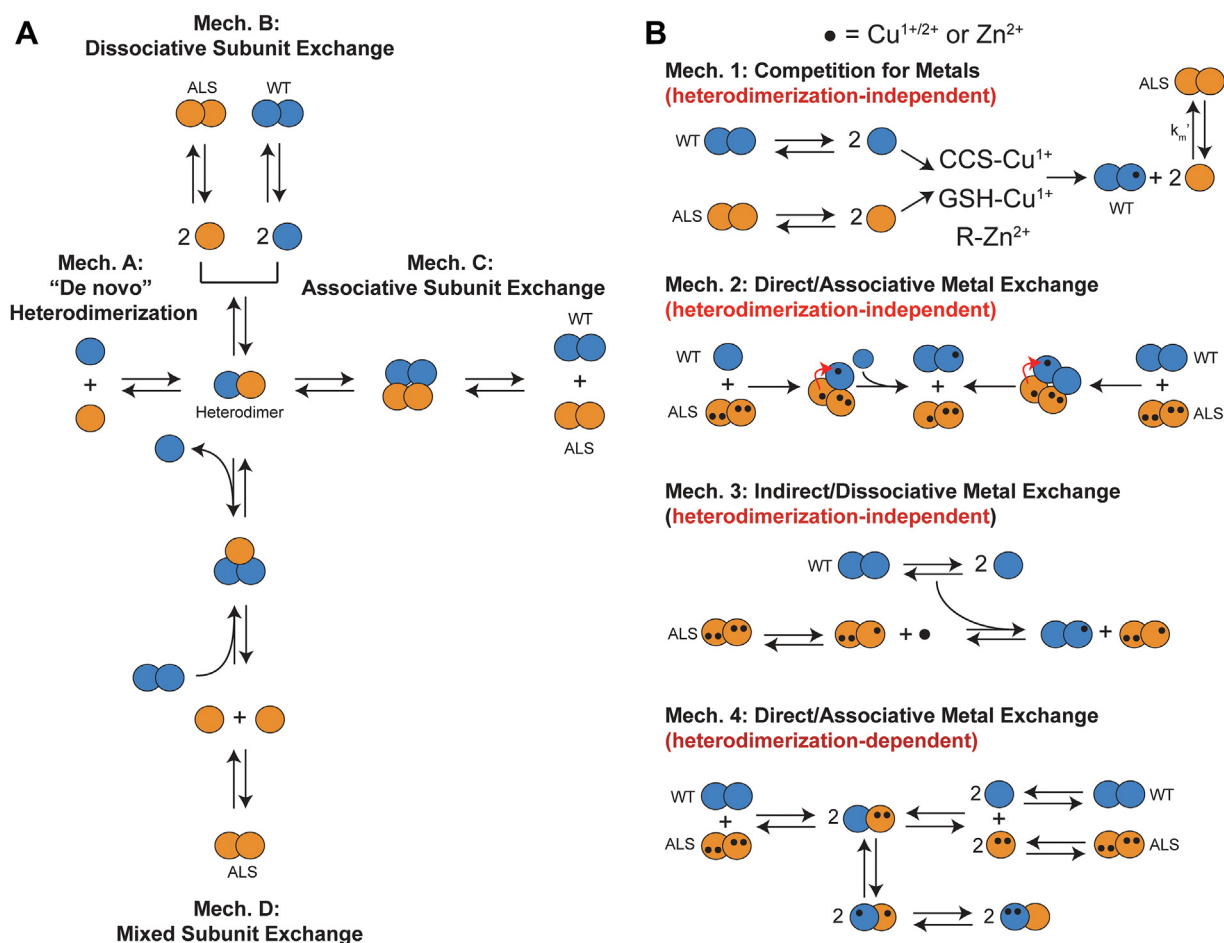 A
Mech. B:
Dissociative Subunit Exchange
ALS
WT
2
2
Mech. A:
“De novo”
Heterodimerization
+
Heterodimer
Mech. C:
Associative Subunit Exchange
WT
+
ALS
+
ALS
Mech. D:
Mixed Subunit Exchange
B
● = Cu¹⁺/²⁺ or Zn²⁺
Mech. 1: Competition for Metals
(heterodimerization-independent)
WT
2
ALS
2
CCS-Cu¹⁺
GSH-Cu¹⁺
R-Zn²⁺
WT
+ 2
kₘ’
ALS
Mech. 2: Direct/Associative Metal Exchange
(heterodimerization-independent)
WT
+
ALS
+
WT
+
ALS
Mech. 3: Indirect/Dissociative Metal Exchange
(heterodimerization-independent)
WT
2
ALS
+ ●
+
Mech. 4: Direct/Associative Metal Exchange
(heterodimerization-dependent)
WT
+
ALS
2
2
+
2
WT
ALS
2
2